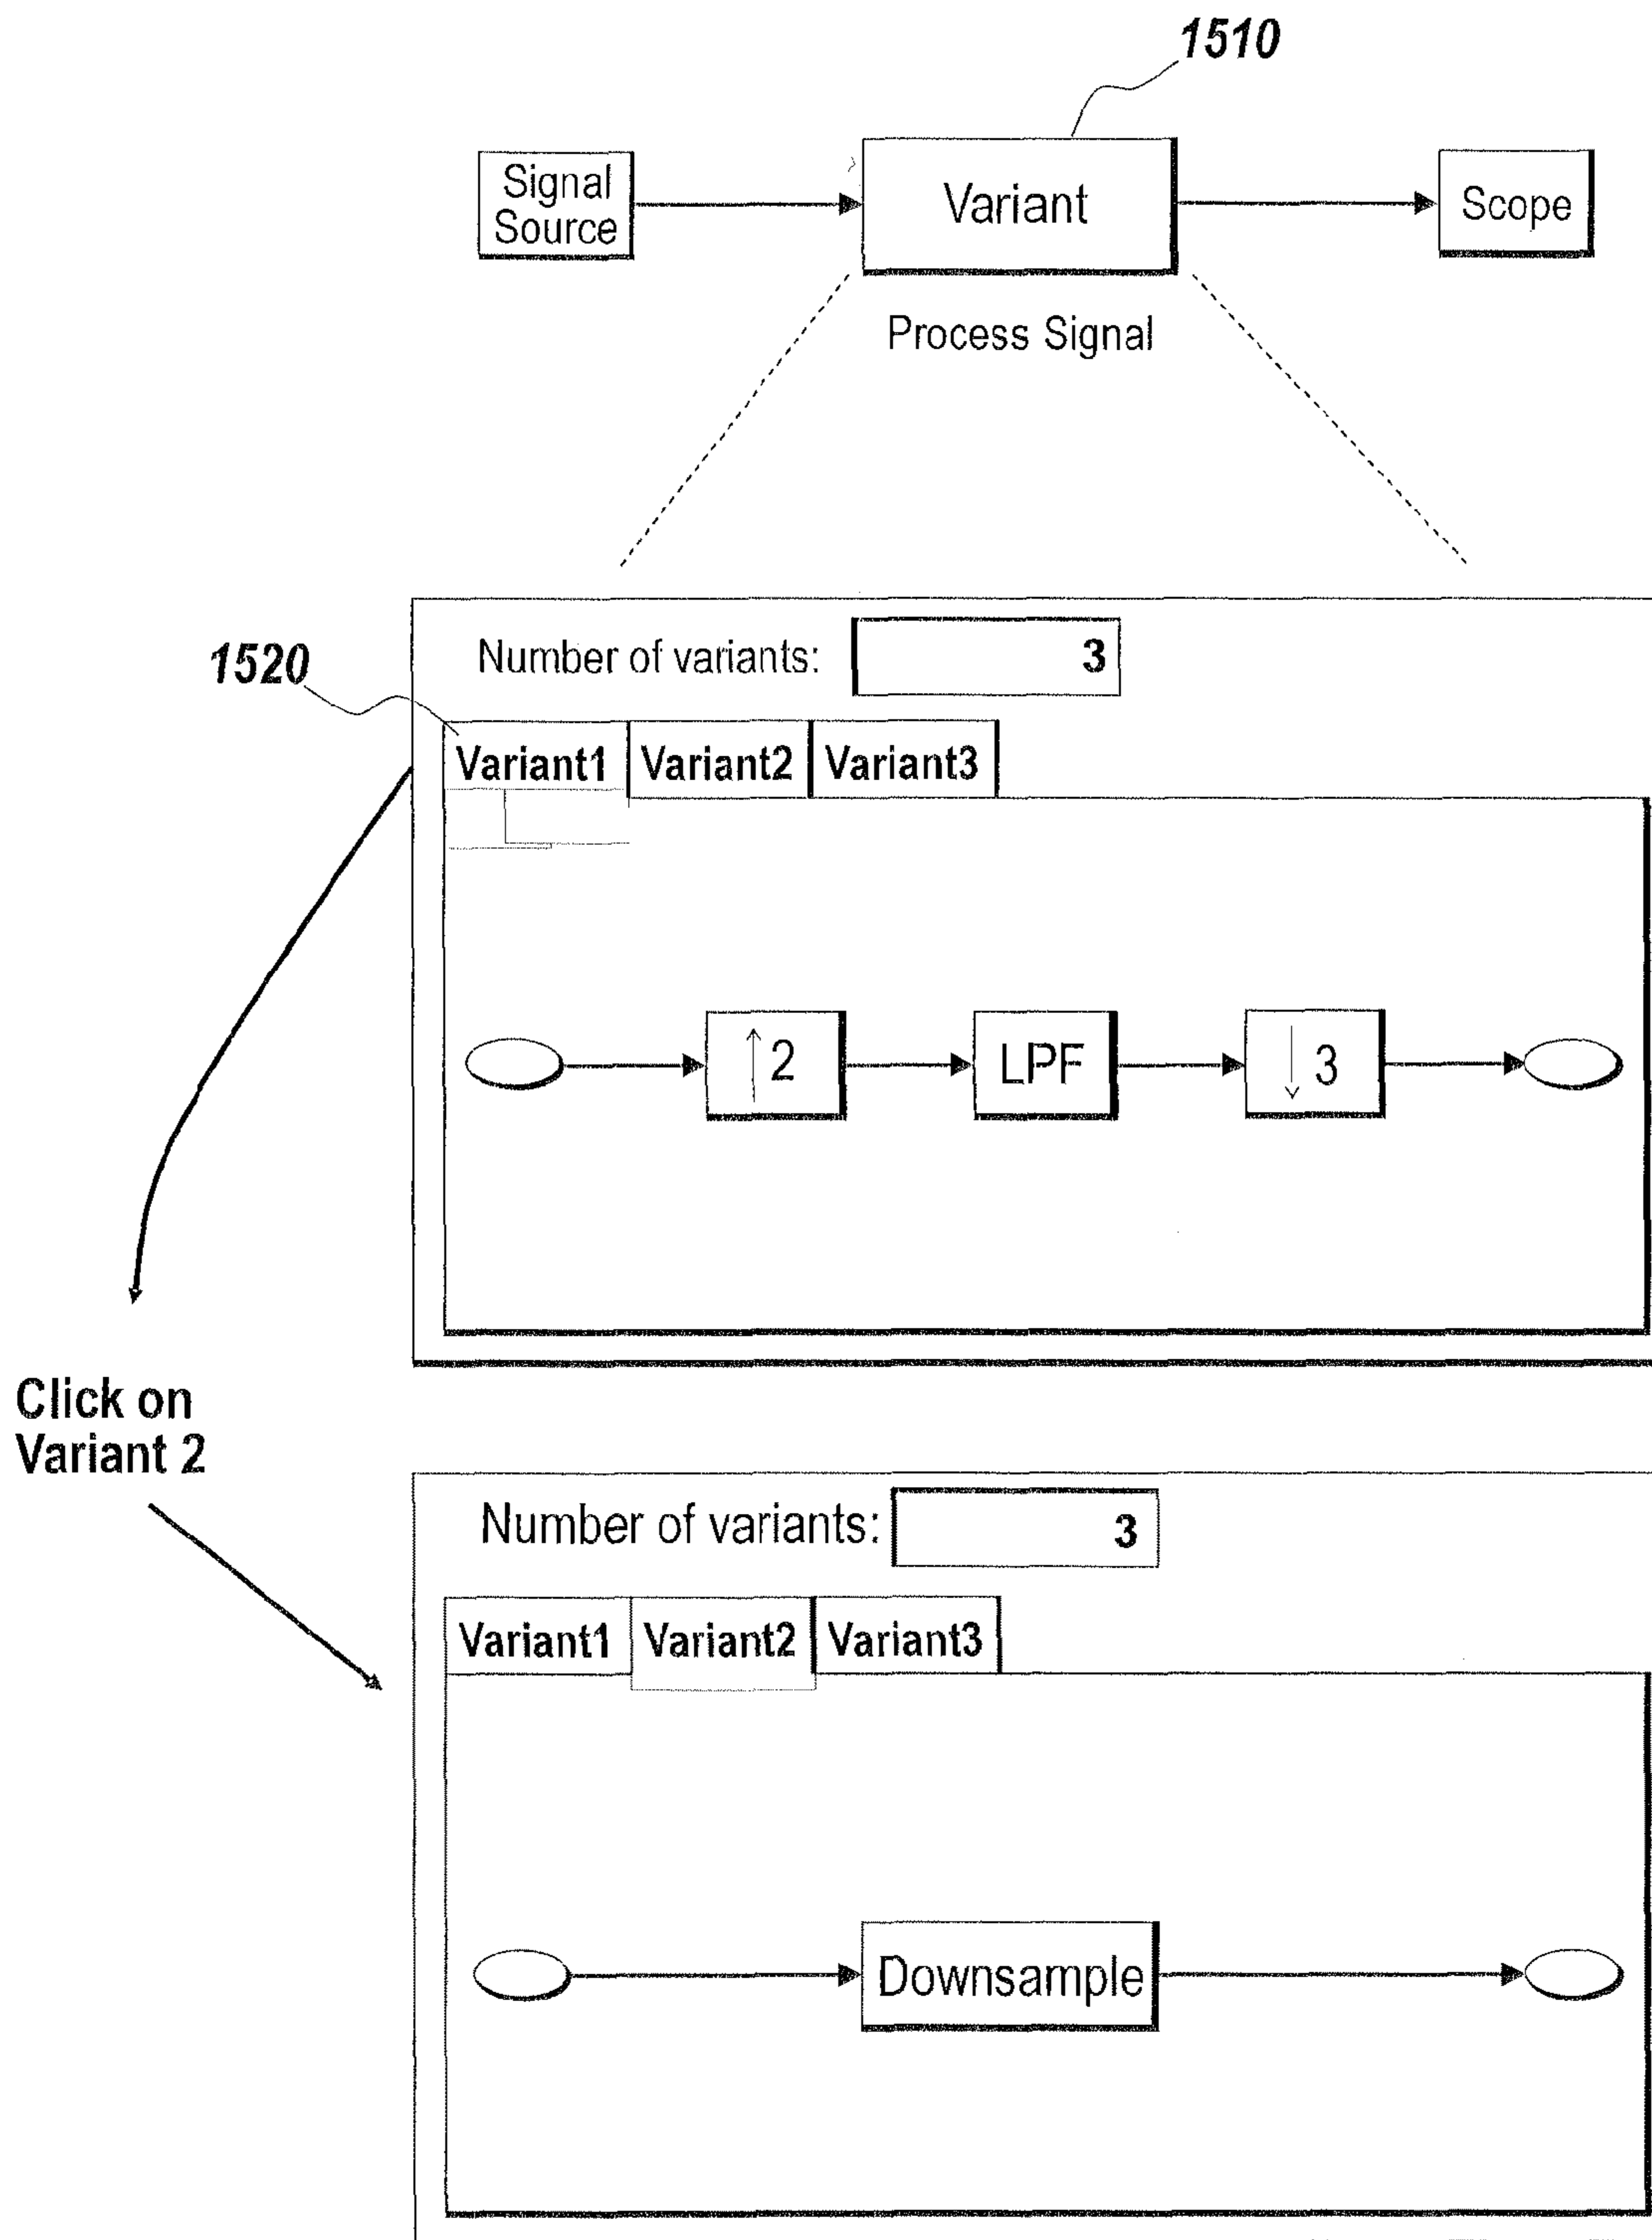 1510
Signal
Source
Variant
Scope
Process Signal
1520
Number of variants: 3
Variant1 Variant2 Variant3
↑2 LPF ↓3
Click on
Variant 2
Number of variants: 3
Variant1 Variant2 Variant3
Downsample